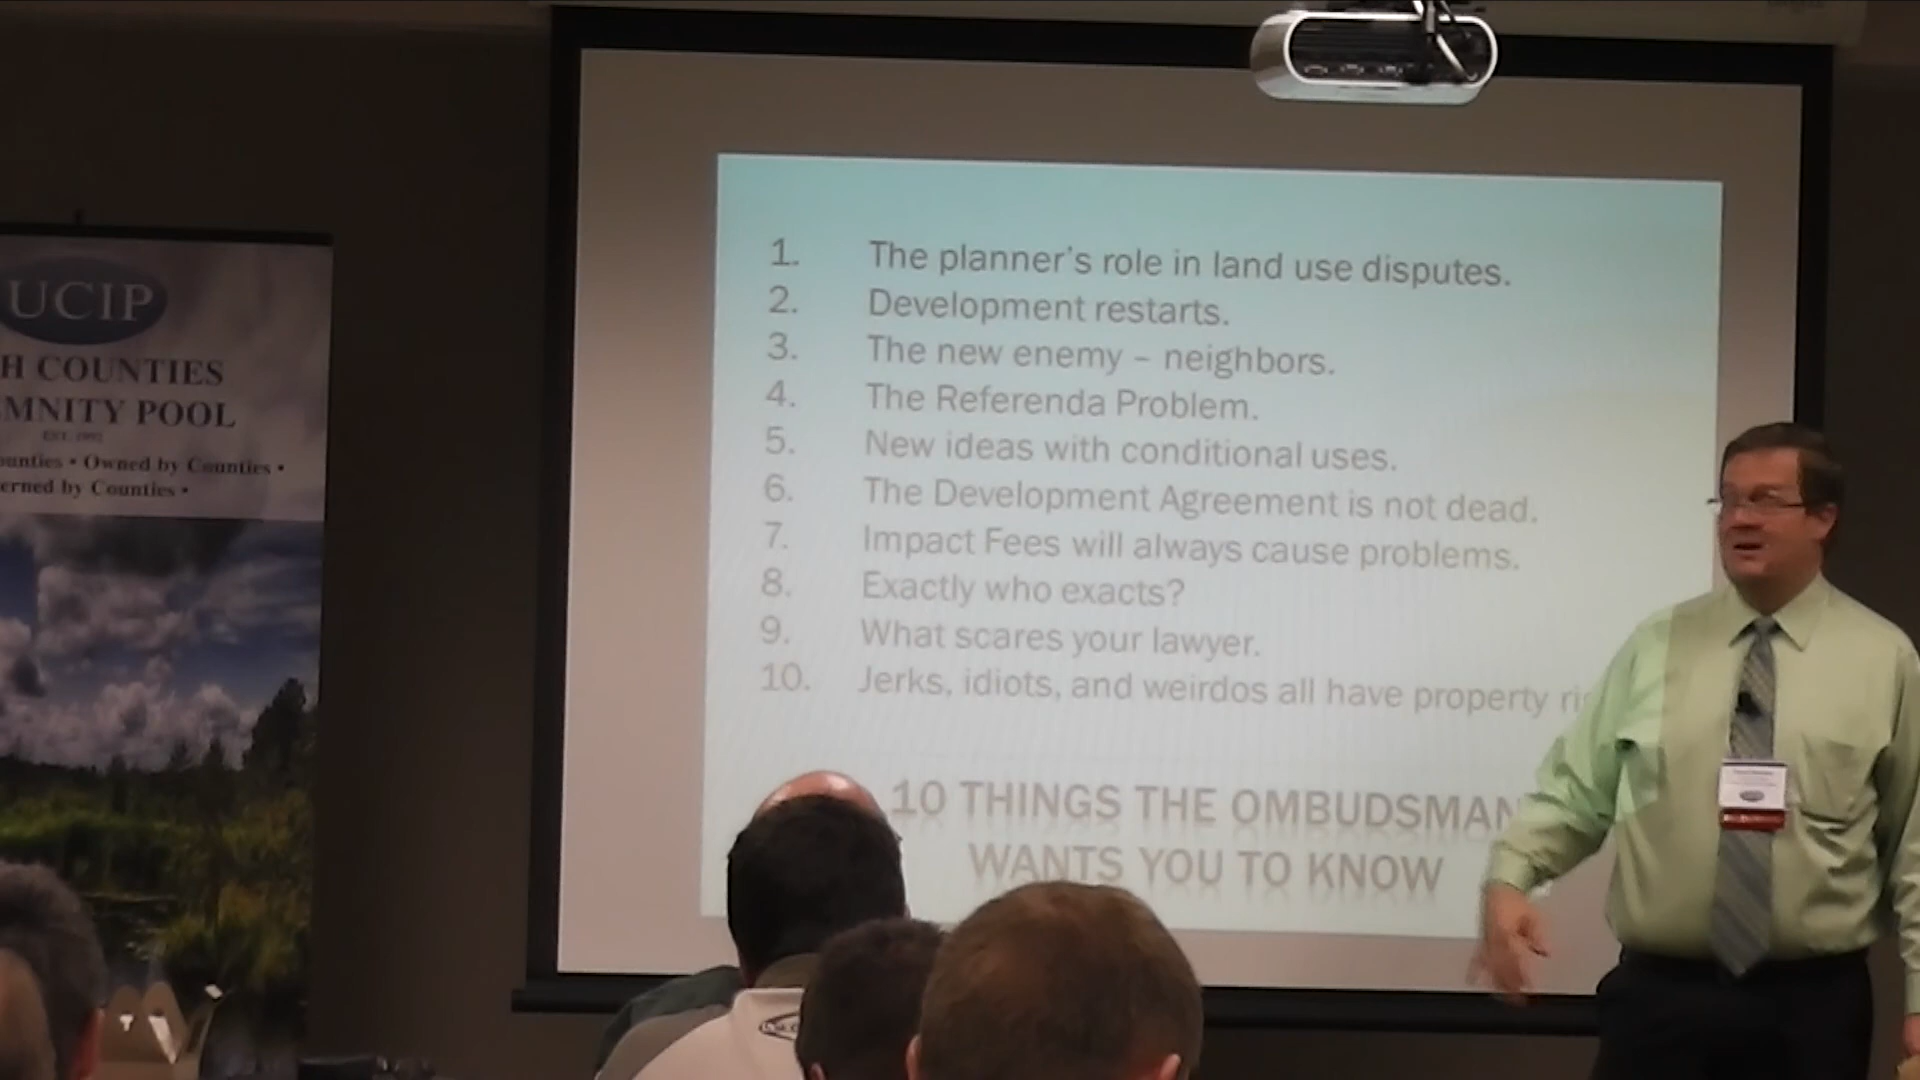 UCIP
H COUNTIES
MNITY POOL
EST. 1992
ounties • Owned by Counties •
erned by Counties •
1. The planner's role in land use disputes.
2. Development restarts.
3. The new enemy – neighbors.
4. The Referenda Problem.
5. New ideas with conditional uses.
6. The Development Agreement is not dead.
7. Impact Fees will always cause problems.
8. Exactly who exacts?
9. What scares your lawyer.
10. Jerks, idiots, and weirdos all have property ri
10 THINGS THE OMBUDSMAN
WANTS YOU TO KNOW